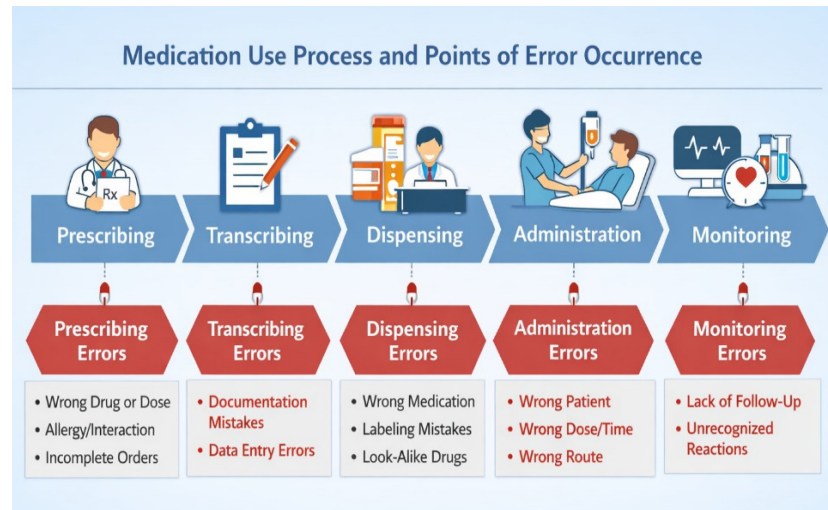 Medication Use Process and Points of Error Occurrence
Rx
Prescribing
Transcribing
Dispensing
Administration
Monitoring
Prescribing
Errors
Transcribing
Errors
Dispensing
Errors
Administration
Errors
Monitoring
Errors
• Wrong Drug or Dose
• Allergy/Interaction
• Incomplete Orders
• Documentation
Mistakes
• Data Entry Errors
• Wrong Medication
• Labeling Mistakes
• Look-Alike Drugs
• Wrong Patient
• Wrong Dose/Time
• Wrong Route
• Lack of Follow-Up
• Unrecognized
Reactions